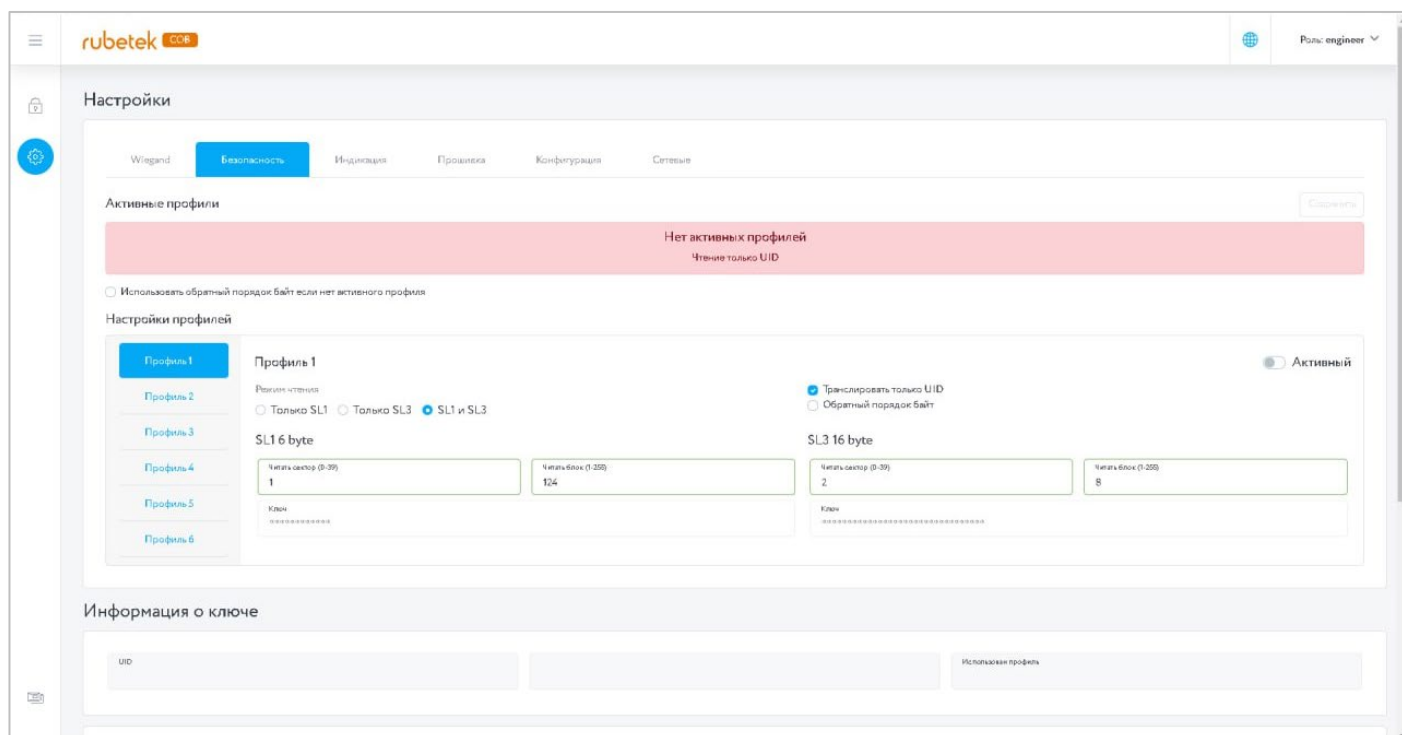 rubetek СОВ
Роль: engineer
Настройки
Wiegand Безопасность Индикация Прошивка Конфигурация Сетевые
Активные профили Сохранить
Нет активных профилей
Чтение только UID
Использовать обратный порядок байт если нет активного профиля
Настройки профилей
Профиль 1
Профиль 2
Профиль 3
Профиль 4
Профиль 5
Профиль 6
Профиль 1 Активный
Режим чтения
Только SL1 Только SL3 SL1 и SL3
Транслировать только UID
Обратный порядок байт
SL1 6 byte
Читать сектор (0-39)
1
Читать блок (1-255)
124
Ключ
************
SL3 16 byte
Читать сектор (0-39)
2
Читать блок (1-255)
8
Ключ
********************************
Информация о ключе
UID
Использован профиль